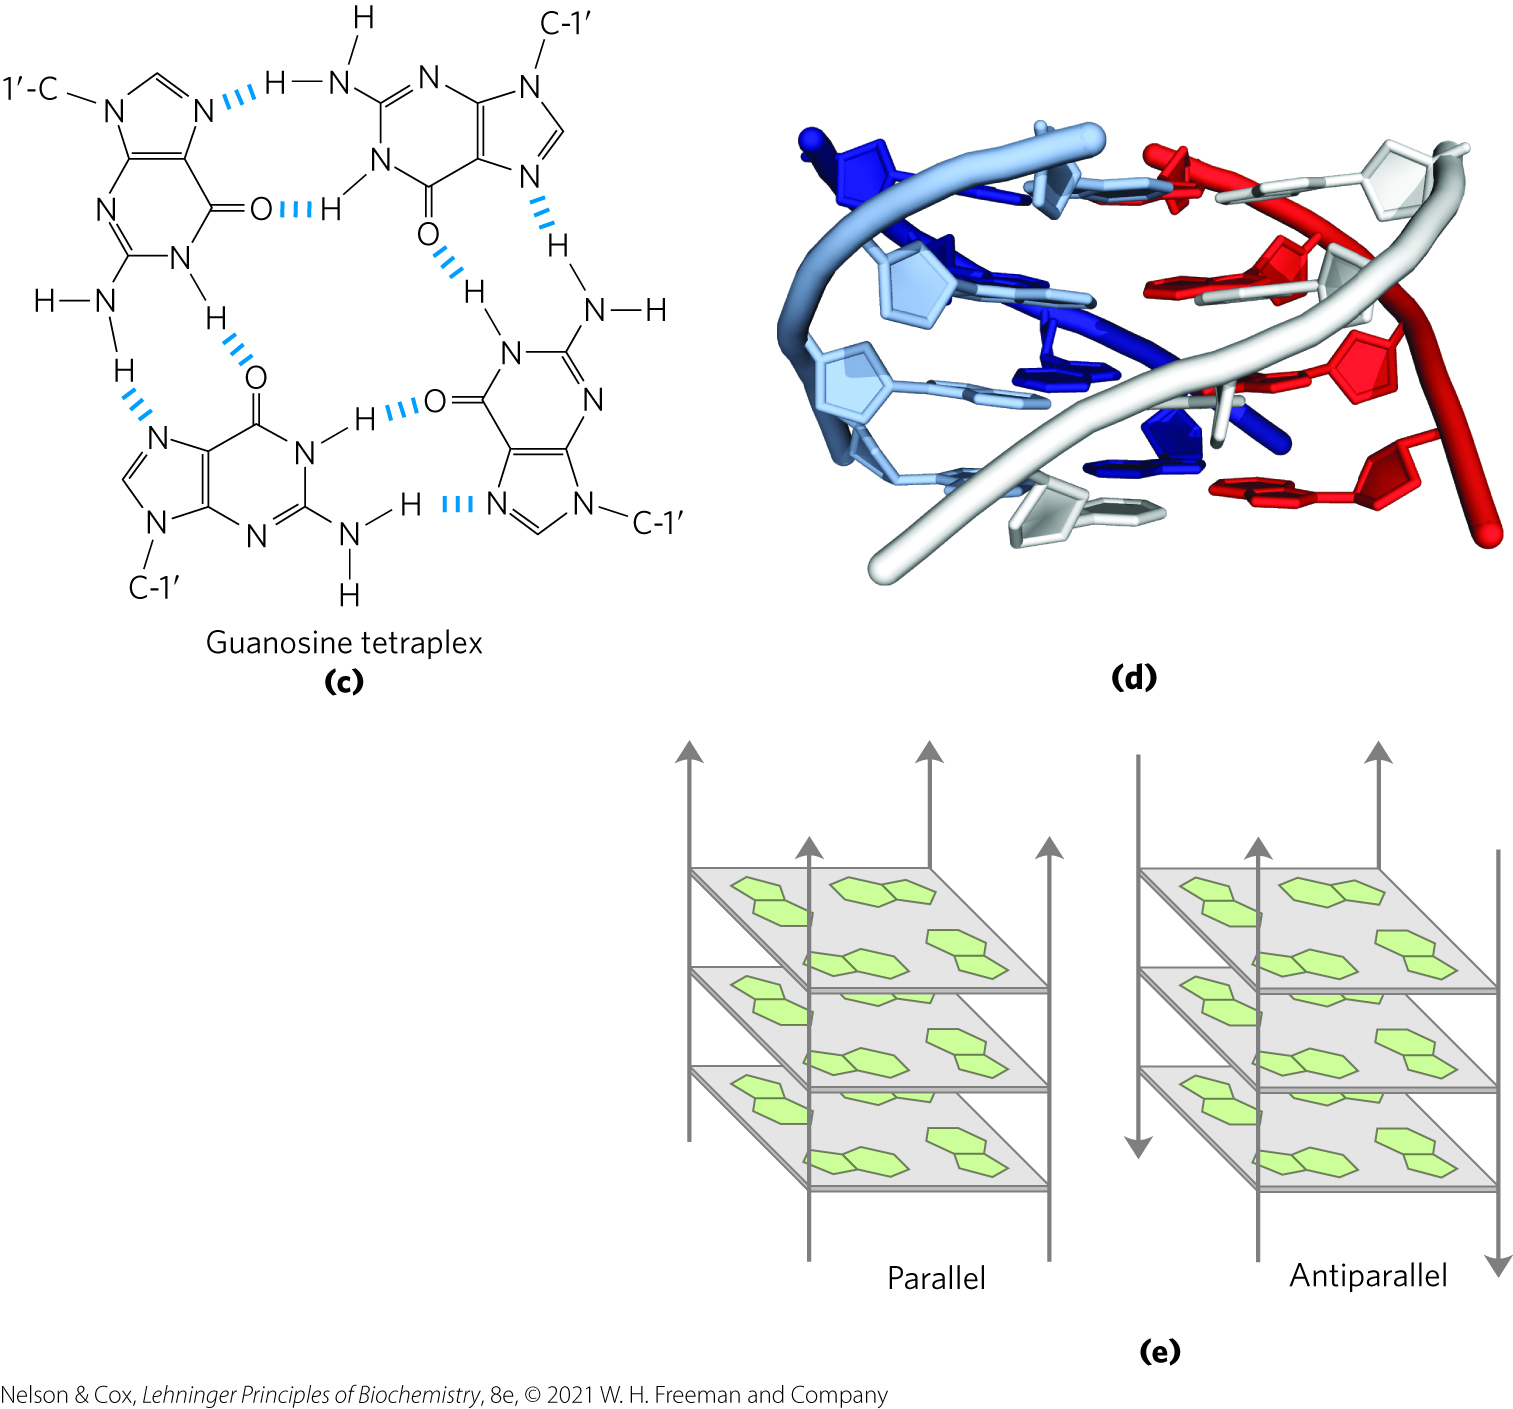 H
C-1′
1′-C
N
N
H
N
N
N
N
N
O
H
N
H
N
O
H
H
N
H
H
N
H
N
H
O
N
N
O
H
N
N
N
N
H
N
N
N
N
C-1′
C-1′
H
Guanosine tetraplex
(c)
(d)
Parallel
Antiparallel
(e)
Nelson & Cox, Lehninger Principles of Biochemistry, 8e, © 2021 W. H. Freeman and Company